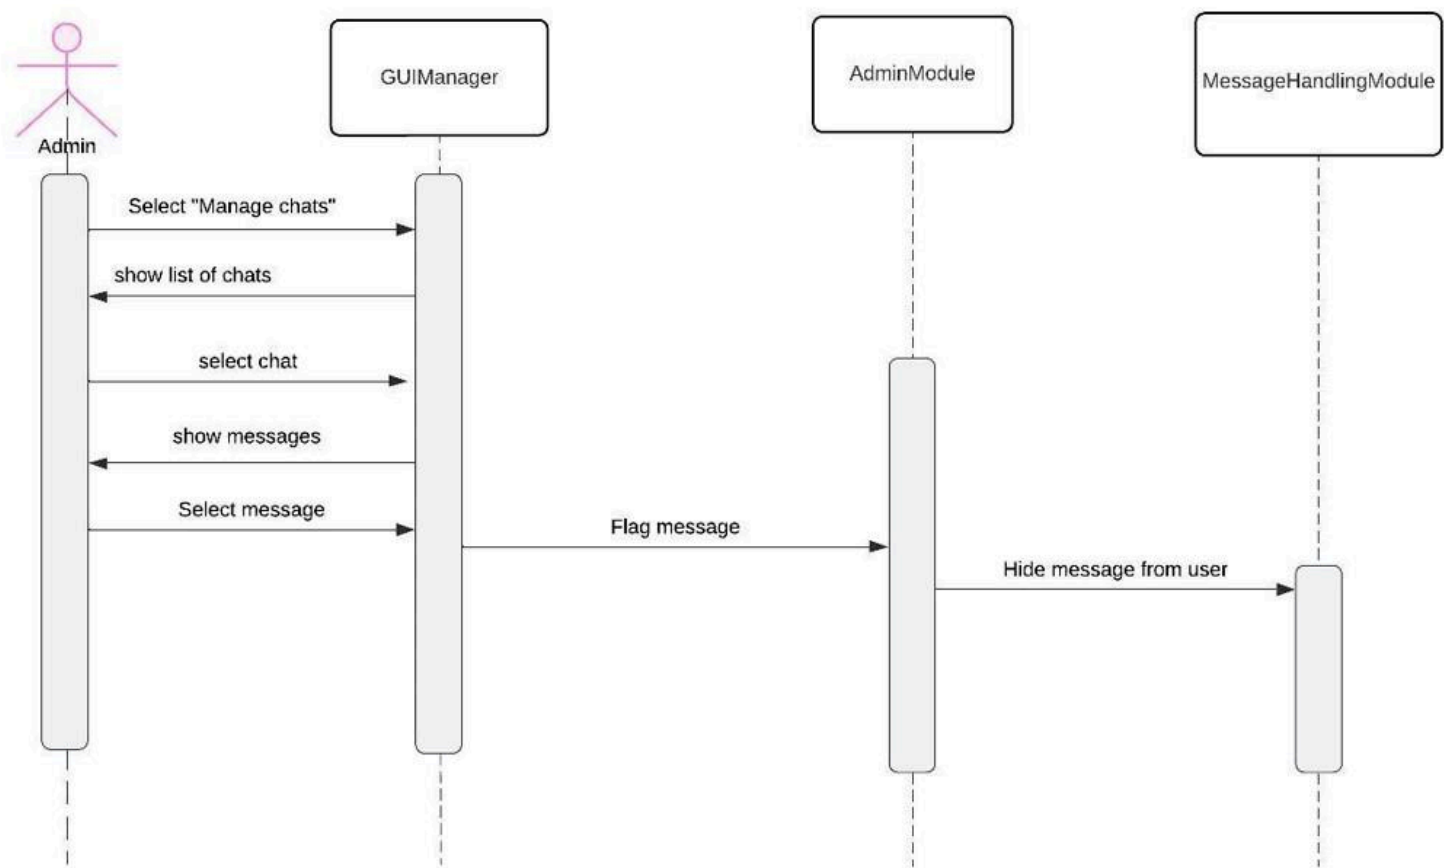 GUIManager
AdminModule
MessageHandlingModule
Admin
Select "Manage chats"
show list of chats
select chat
show messages
Select message
Flag message
Hide message from user